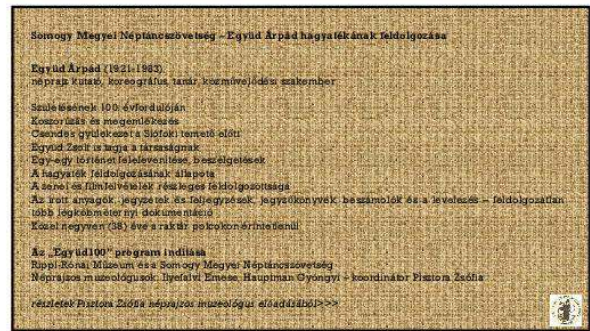 Somogy Megyei Néptáncszövetség – Együd Árpád hagyatékának feldolgozása
Együd Árpád (1921-1983)
néprajz kutató, koreográfus, tanár, közművelődési szakember
Születésének 100. évfordulóján
Koszorúzás és megemlékezés
Csendes gyülekezet a Siófoki temető előtt
Együd Zsolt is tagja a társaságnak
Egy-egy történet felelevenítése, beszélgetések
A hagyaték feldolgozásának állapota
A zenei és filmfelvételek részleges feldolgozottsága
Az írott anyagok, jegyzetek és feljegyzések, jegyzőkönyvek, beszámolók és a levelezés – feldolgozatlan
több légköbméternyi dokumentáció
Közel negyven (38) éve a raktár polcokon érintetlenül
Az „Együd100" program indítása
Rippl-Rónai Múzeum és a Somogy Megyei Néptáncszövetség
Néprajzos muzeológusok: Ilyefalvi Emese, Hauptman Gyöngyi – koordinátor Pisztora Zsófia
részletek Pisztora Zsófia néprajzos muzeológus előadásából>>>